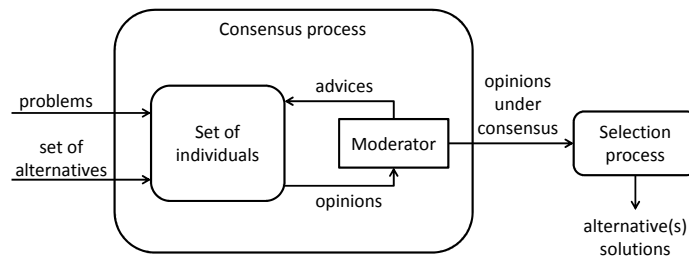 Consensus process
problems
set of
alternatives
Set of
individuals
advices
Moderator
opinions
opinions
under
consensus
Selection
process
alternative(s)
solutions